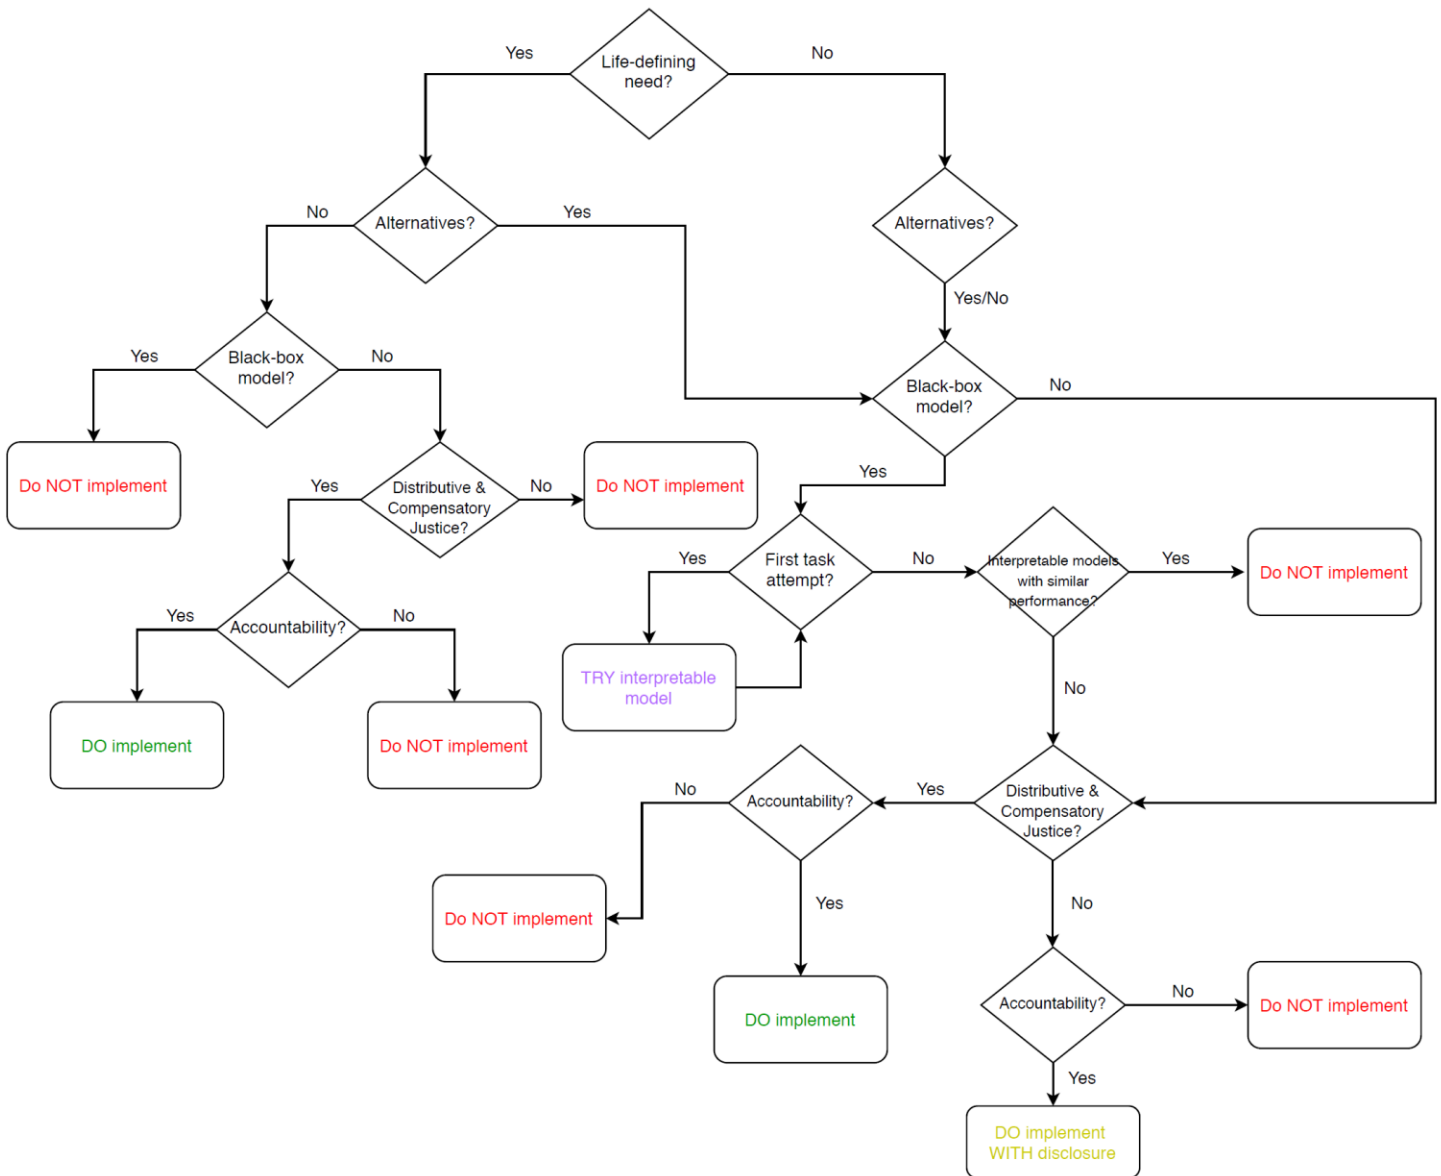 Yes
Life-defining
need?
No
No
Alternatives?
Yes
Alternatives?
Yes/No
Yes
Black-box
model?
No
Black-box
model?
No
Do NOT implement
Yes
Distributive &
Compensatory
Justice?
No
Do NOT implement
Yes
Yes
First task
attempt?
No
Interpretable models
with similar
performance?
Yes
Do NOT implement
Yes
Accountability?
No
TRY interpretable
model
No
DO implement
Do NOT implement
No
Accountability?
Yes
Distributive &
Compensatory
Justice?
Do NOT implement
Yes
No
DO implement
Accountability?
No
Do NOT implement
Yes
DO implement
WITH disclosure